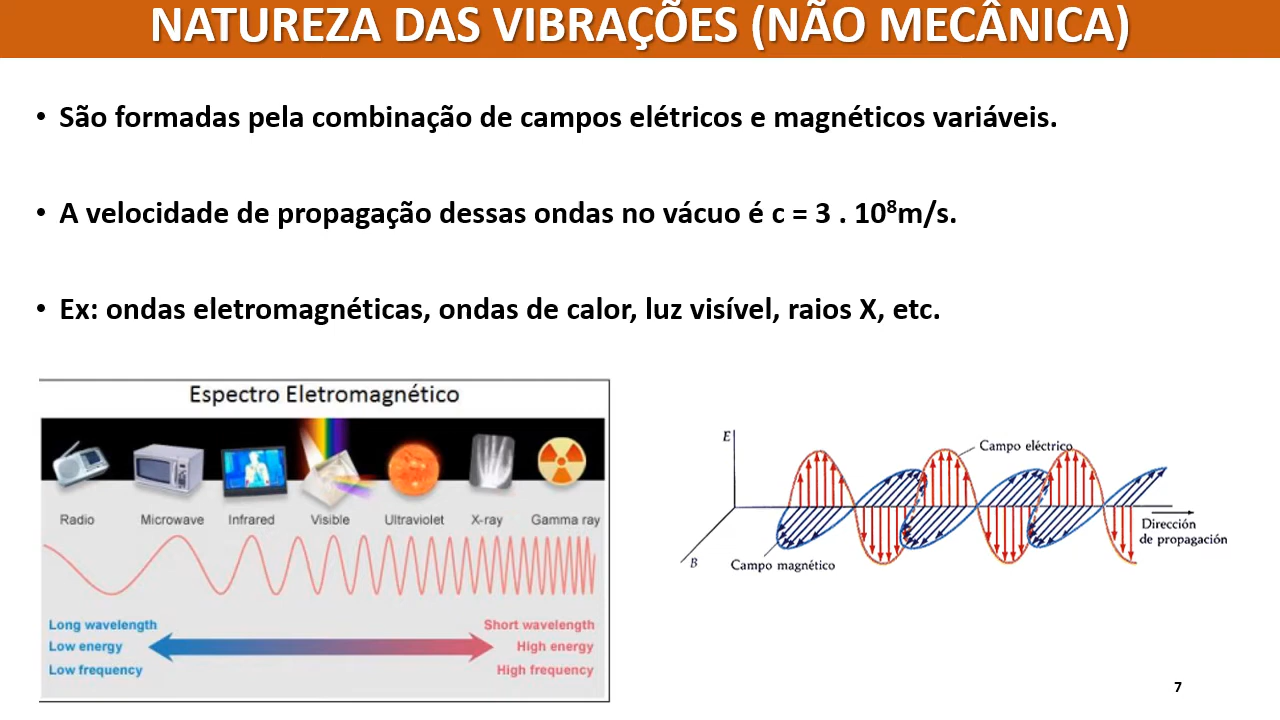 NATUREZA DAS VIBRAÇÕES (NÃO MECÂNICA)
• São formadas pela combinação de campos elétricos e magnéticos variáveis.
• A velocidade de propagação dessas ondas no vácuo é c = 3 . 10⁸m/s.
• Ex: ondas eletromagnéticas, ondas de calor, luz visível, raios X, etc.
Espectro Eletromagnético
Radio Microwave Infrared Visible Ultraviolet X-ray Gamma ray
Long wavelength Short wavelength
Low energy High energy
Low frequency High frequency
E
Campo eléctrico
Dirección
de propagación
B
Campo magnético
7